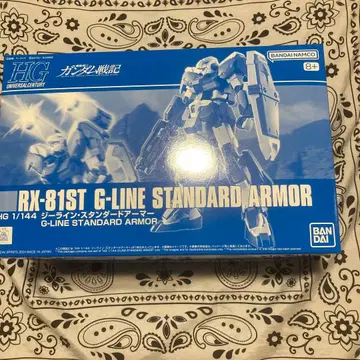 HG
UNIVERSAL CENTURY
ガンダム戦記
BANDAI NAMCO
8+
RX-81ST G-LINE STANDARD ARMOR
HG 1/144 ジーライン・スタンダードアーマー
G-LINE STANDARD ARMOR
BAN
DAI